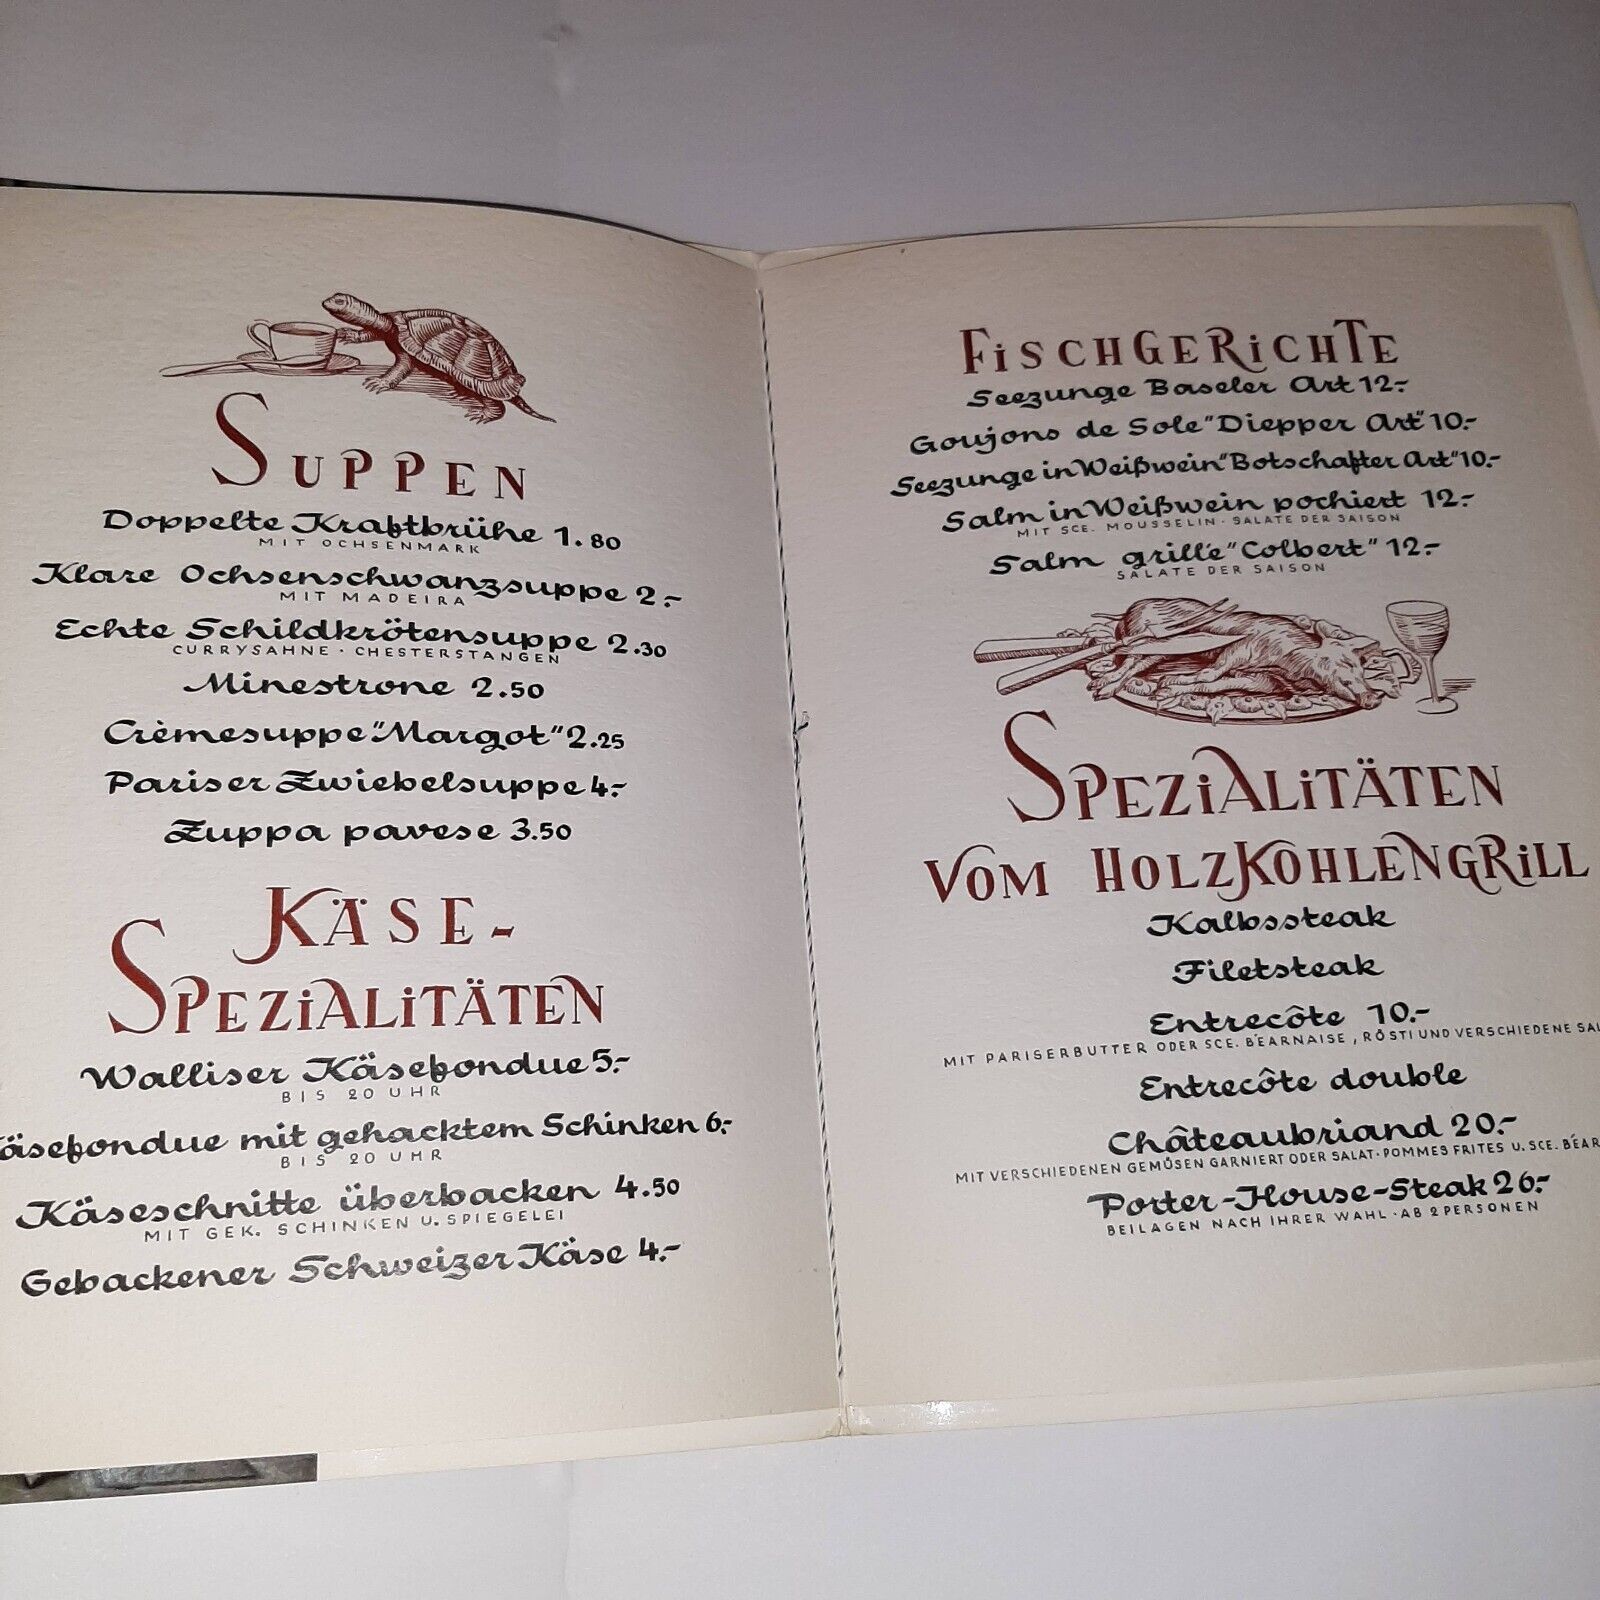 SUPPEN
Doppelte Kraftbrühe 1.80
MIT OCHSENMARK
Klare Ochsenschwanzsuppe 2.-
MIT MADEIRA
Echte Schildkrötensuppe 2.30
CURRYSAHNE · CHESTERSTANGEN
Minestrone 2.50
Crèmesuppe "Margot" 2.25
Pariser Zwiebelsuppe 4.-
Zuppa pavese 3.50
KÄSE-
SPEZIALITÄTEN
Walliser Käsefondue 5.-
BIS 20 UHR
Käsefondue mit gehacktem Schinken 6.-
BIS 20 UHR
Käseschnitte überbacken 4.50
MIT GEK. SCHINKEN U. SPIEGELEI
Gebackener Schweizer Käse 4.-
FISCHGERICHTE
Seezunge Baseler Art 12.-
Goujons de Sole "Diepper Art" 10.-
Seezunge in Weißwein "Botschafter Art" 10.-
Salm in Weißwein pochiert 12.-
MIT SCE. MOUSSELIN · SALATE DER SAISON
Salm grillé "Colbert" 12.-
SALATE DER SAISON
SPEZIALITÄTEN
VOM HOLZKOHLENGRILL
Kalbssteak
Filetsteak
Entrecôte 10.-
MIT PARISERBUTTER ODER SCE. BÉARNAISE, RÖSTI UND VERSCHIEDENE
Entrecôte double
Châteaubriand 20.-
MIT VERSCHIEDENEN GEMÜSEN GARNIERT ODER SALAT · POMMES FRITES U. SCE.
Porter-House-Steak 26.-
BEILAGEN NACH IHRER WAHL · AB 2 PERSONEN